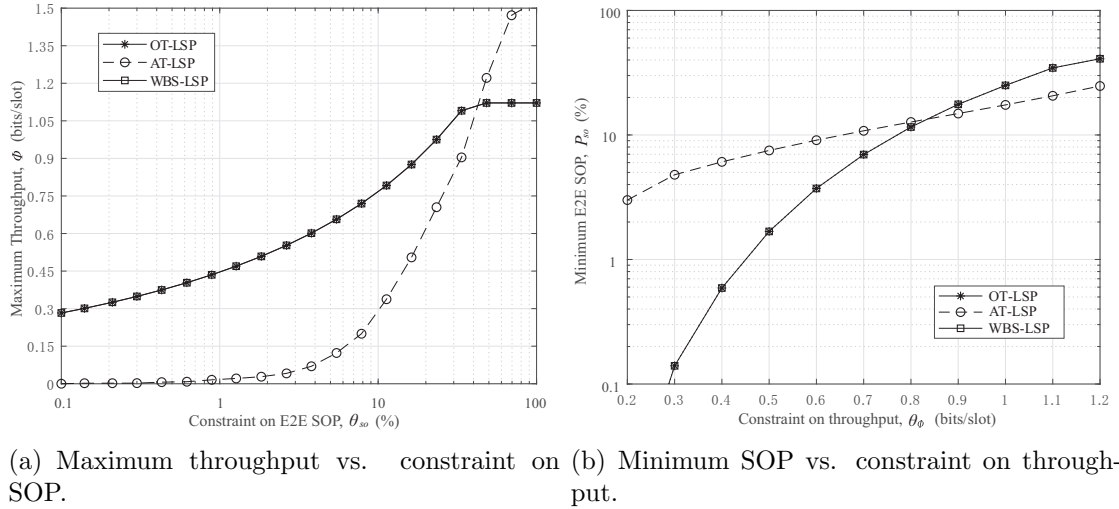 1.5
1.35
1.2
1.05
0.9
0.75
0.6
0.45
0.3
0.15
0
Maximum Throughput, Φ (bits/slot)
OT-LSP
AT-LSP
WBS-LSP
0.1
1
10
100
Constraint on E2E SOP, θso (%)
100
10
1
0.1
Minimum E2E SOP, Pso (%)
OT-LSP
AT-LSP
WBS-LSP
0.2 0.3 0.4 0.5 0.6 0.7 0.8 0.9 1.0 1.1 1.2
Constraint on throughput, θΦ (bits/slot)
(a) Maximum throughput vs. constraint on
SOP.
(b) Minimum SOP vs. constraint on through-
put.